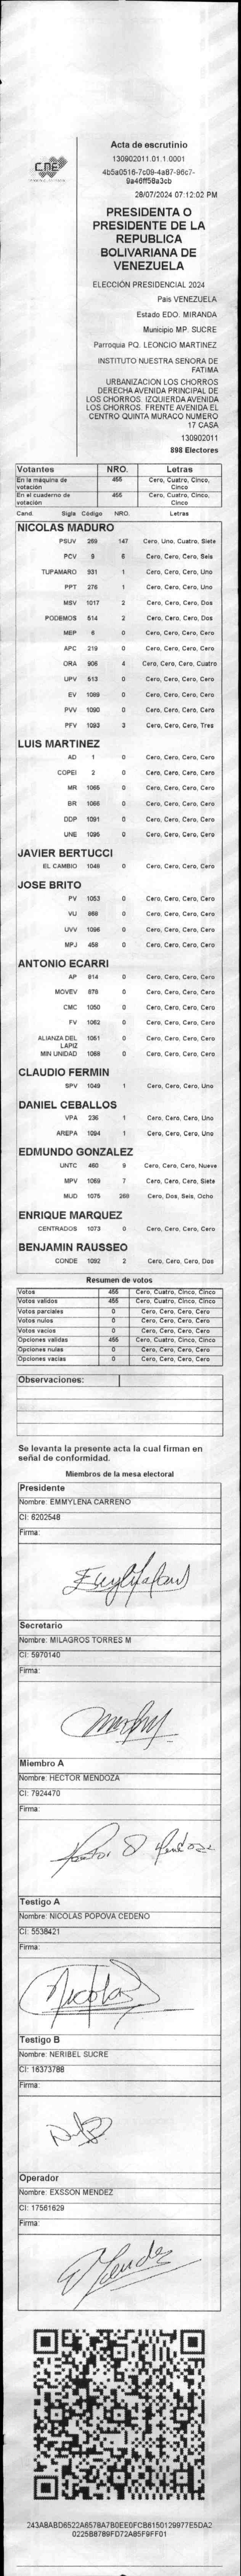 CNE
Acta de escrutinio
130902011.01.1.0001
4b5a0516-7c09-4a87-96c7-
9a46ff58a3cb
28/07/2024 07:12:02 PM
PRESIDENTA O
PRESIDENTE DE LA
REPUBLICA
BOLIVARIANA DE
VENEZUELA
ELECCIÓN PRESIDENCIAL 2024
Pais VENEZUELA
Estado EDO. MIRANDA
Municipio MP. SUCRE
Parroquia PQ. LEONCIO MARTINEZ
INSTITUTO NUESTRA SENORA DE
FATIMA
URBANIZACION LOS CHORROS
DERECHA AVENIDA PRINCIPAL DE
LOS CHORROS. IZQUIERDA AVENIDA
LOS CHORROS. FRENTE AVENIDA EL
CENTRO QUINTA MURACO NUMERO
17 CASA
130902011
898 Electores
Votantes NRO. Letras
En la máquina de votación 455 Cero, Cuatro, Cinco, Cinco
En el cuaderno de votación 455 Cero, Cuatro, Cinco, Cinco
Cand. Sigla Código NRO. Letras
NICOLAS MADURO
PSUV 269 147 Cero, Uno, Cuatro, Siete
PCV 9 6 Cero, Cero, Cero, Seis
TUPAMARO 931 1 Cero, Cero, Cero, Uno
PPT 276 1 Cero, Cero, Cero, Uno
MSV 1017 2 Cero, Cero, Cero, Dos
PODEMOS 514 2 Cero, Cero, Cero, Dos
MEP 6 0 Cero, Cero, Cero, Cero
APC 219 0 Cero, Cero, Cero, Cero
ORA 906 4 Cero, Cero, Cero, Cuatro
UPV 513 0 Cero, Cero, Cero, Cero
EV 1089 0 Cero, Cero, Cero, Cero
PVV 1090 0 Cero, Cero, Cero, Cero
PFV 1093 3 Cero, Cero, Cero, Tres
LUIS MARTINEZ
AD 1 0 Cero, Cero, Cero, Cero
COPEI 2 0 Cero, Cero, Cero, Cero
MR 1065 0 Cero, Cero, Cero, Cero
BR 1066 0 Cero, Cero, Cero, Cero
DDP 1091 0 Cero, Cero, Cero, Cero
UNE 1095 0 Cero, Cero, Cero, Cero
JAVIER BERTUCCI
EL CAMBIO 1048 0 Cero, Cero, Cero, Cero
JOSE BRITO
PV 1053 0 Cero, Cero, Cero, Cero
VU 868 0 Cero, Cero, Cero, Cero
UVV 1096 0 Cero, Cero, Cero, Cero
MPJ 458 0 Cero, Cero, Cero, Cero
ANTONIO ECARRI
AP 814 0 Cero, Cero, Cero, Cero
MOVEV 878 0 Cero, Cero, Cero, Cero
CMC 1050 0 Cero, Cero, Cero, Cero
FV 1062 0 Cero, Cero, Cero, Cero
ALIANZA DEL LAPIZ 1061 0 Cero, Cero, Cero, Cero
MIN UNIDAD 1068 0 Cero, Cero, Cero, Cero
CLAUDIO FERMIN
SPV 1049 1 Cero, Cero, Cero, Uno
DANIEL CEBALLOS
VPA 236 1 Cero, Cero, Cero, Uno
AREPA 1094 1 Cero, Cero, Cero, Uno
EDMUNDO GONZALEZ
UNTC 460 9 Cero, Cero, Cero, Nueve
MPV 1069 7 Cero, Cero, Cero, Siete
MUD 1075 268 Cero, Dos, Seis, Ocho
ENRIQUE MARQUEZ
CENTRADOS 1073 0 Cero, Cero, Cero, Cero
BENJAMIN RAUSSEO
CONDE 1092 2 Cero, Cero, Cero, Dos
Resumen de votos
Votos 455 Cero, Cuatro, Cinco, Cinco
Votos validos 455 Cero, Cuatro, Cinco, Cinco
Votos parciales 0 Cero, Cero, Cero, Cero
Votos nulos 0 Cero, Cero, Cero, Cero
Votos vacios 0 Cero, Cero, Cero, Cero
Opciones validas 455 Cero, Cuatro, Cinco, Cinco
Opciones nulas 0 Cero, Cero, Cero, Cero
Opciones vacias 0 Cero, Cero, Cero, Cero
Observaciones:
Se levanta la presente acta la cual firman en
señal de conformidad.
Miembros de la mesa electoral
Presidente
Nombre: EMMYLENA CARRENO
CI: 6202548
Firma:
Secretario
Nombre: MILAGROS TORRES M
CI: 5970140
Firma:
Miembro A
Nombre: HECTOR MENDOZA
CI: 7924470
Firma:
Testigo A
Nombre: NICOLAS POPOVA CEDENO
CI: 5538421
Firma:
Nicolas
Testigo B
Nombre: NERIBEL SUCRE
CI: 16373786
Firma:
Operador
Nombre: EXSSON MENDEZ
CI: 17561629
Firma:
243A8ABD6522A6578A7B0EE0FCB6150129977E5DA2
0225B8789FD72A85F9FF01